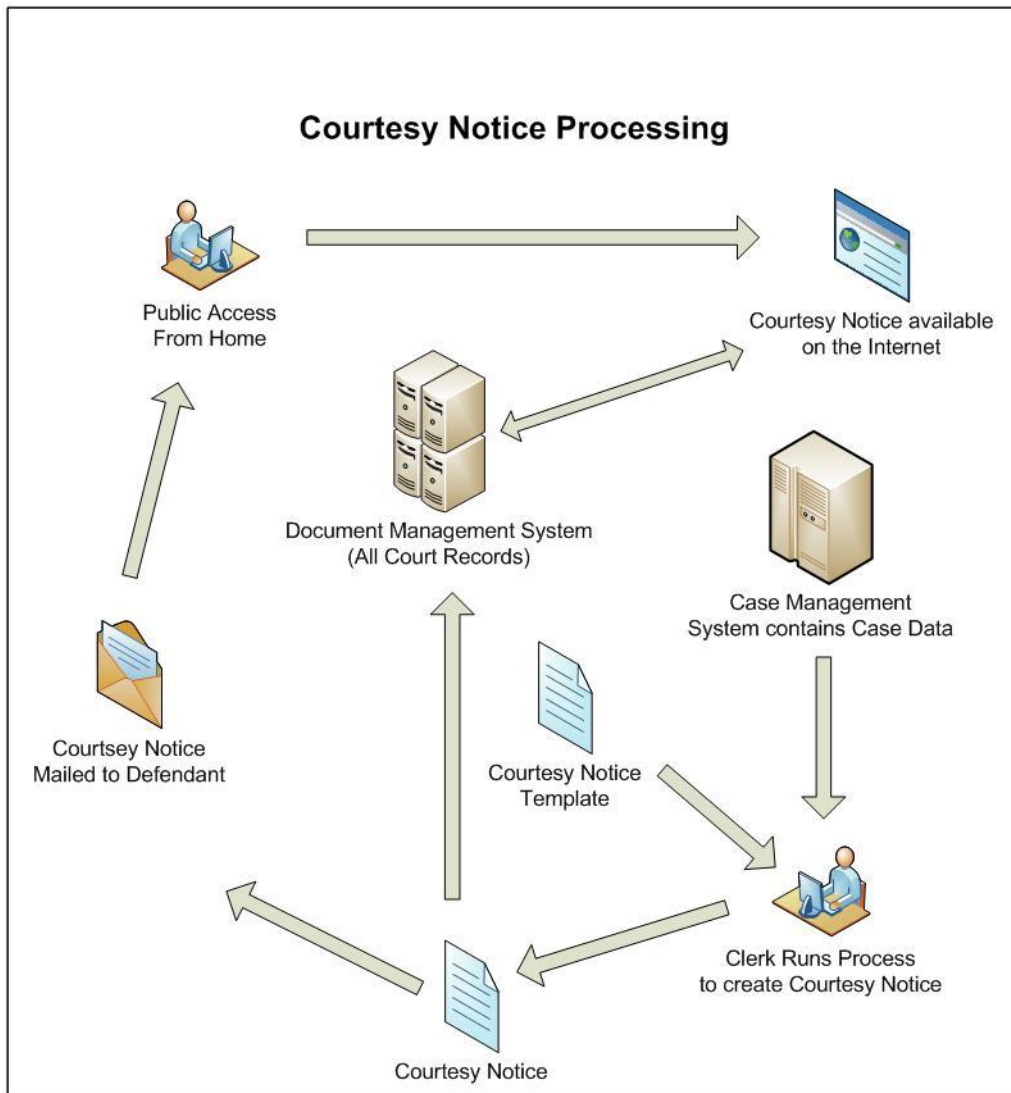 Courtesy Notice Processing
Public Access
From Home
Courtesy Notice available
on the Internet
Document Management System
(All Court Records)
Case Management
System contains Case Data
Courtsey Notice
Mailed to Defendant
Courtesy Notice
Template
Clerk Runs Process
to create Courtesy Notice
Courtesy Notice